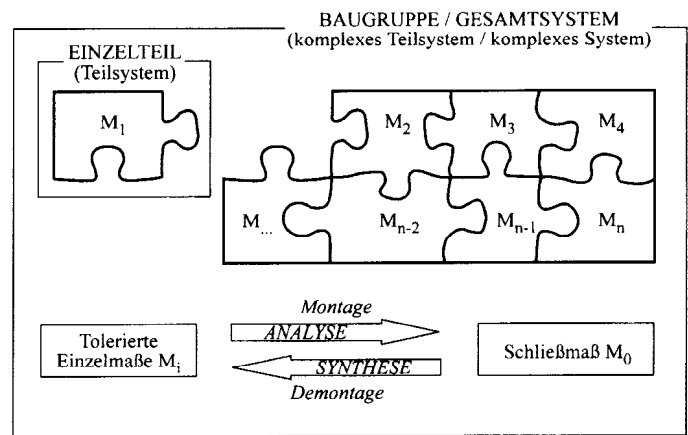 BAUGRUPPE / GESAMTSYSTEM
(komplexes Teilsystem / komplexes System)
EINZELTEIL
(Teilsystem)
M1
M2
M3
M4
M...
Mn-2
Mn-1
Mn
Montage
ANALYSE
SYNTHESE
Demontage
Tolerierte
Einzelmaße Mi
Schließmaß M0